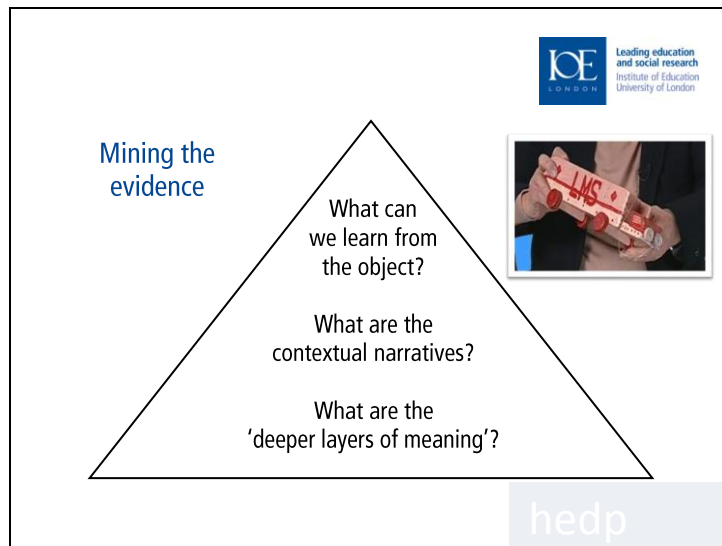 IOE
LONDON
Leading education
and social research
Institute of Education
University of London
Mining the
evidence
LMS
What can
we learn from
the object?
What are the
contextual narratives?
What are the
‘deeper layers of meaning’?
hedp